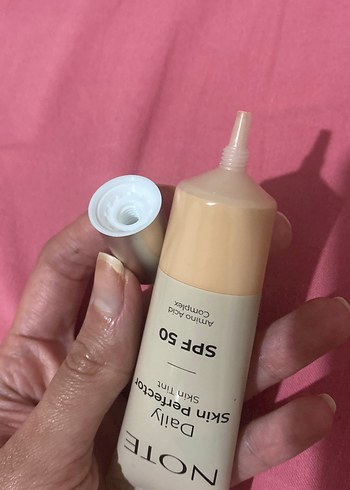 NOTE
Daily
Skin Perfector
Skin Tint
SPF 50
Amino Acid
Complex